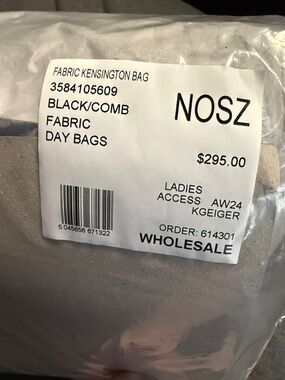 FABRIC KENSINGTON BAG
3584105609
BLACK/COMB
FABRIC
DAY BAGS
NOSZ
$295.00
LADIES
ACCESS AW24
KGEIGER
ORDER: 614301
WHOLESALE
5 045656 671322